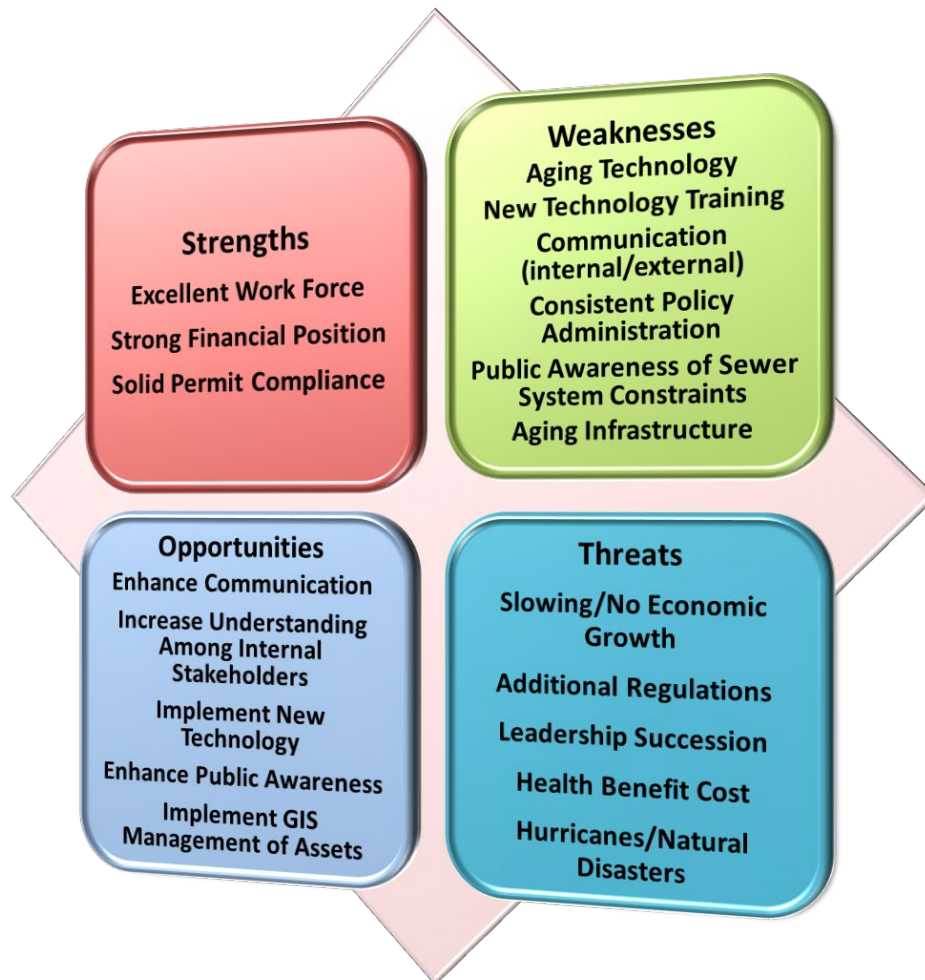 Strengths
Excellent Work Force
Strong Financial Position
Solid Permit Compliance
Weaknesses
Aging Technology
New Technology Training
Communication
(internal/external)
Consistent Policy
Administration
Public Awareness of Sewer
System Constraints
Aging Infrastructure
Opportunities
Enhance Communication
Increase Understanding
Among Internal
Stakeholders
Implement New
Technology
Enhance Public Awareness
Implement GIS
Management of Assets
Threats
Slowing/No Economic
Growth
Additional Regulations
Leadership Succession
Health Benefit Cost
Hurricanes/Natural
Disasters